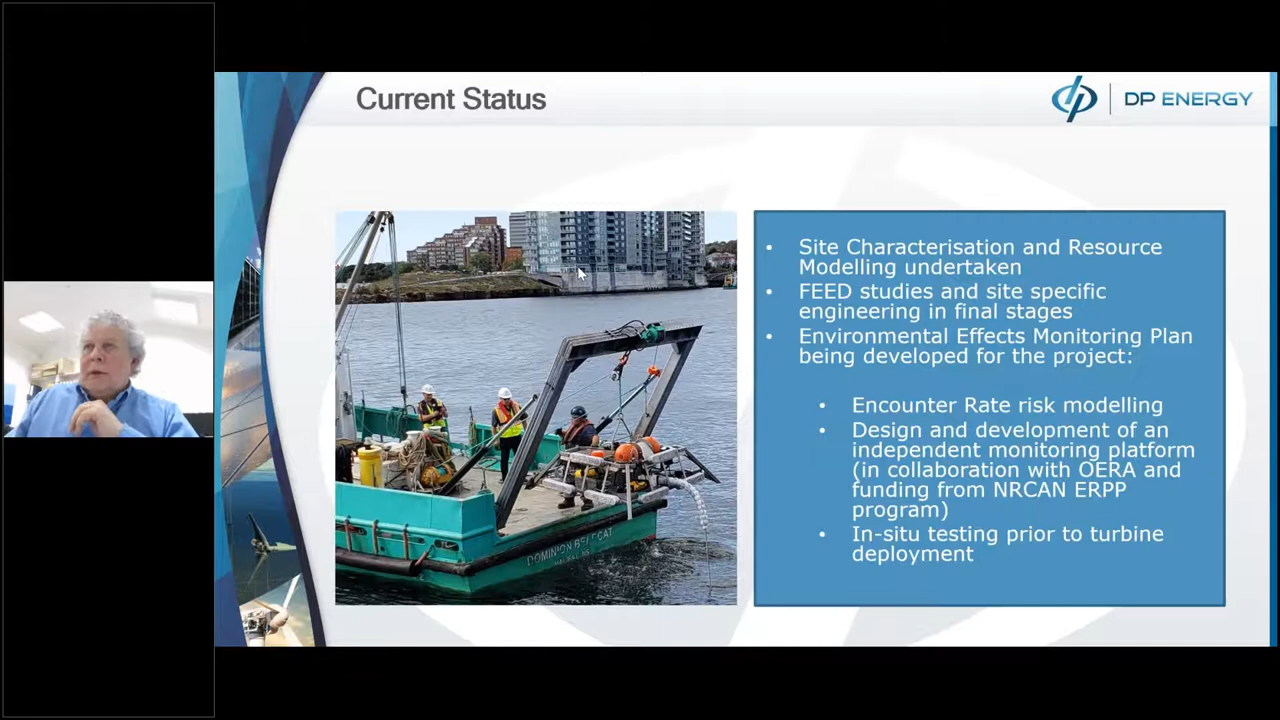 Current Status
DP ENERGY
• Site Characterisation and Resource
Modelling undertaken
• FEED studies and site specific
engineering in final stages
• Environmental Effects Monitoring Plan
being developed for the project:
• Encounter Rate risk modelling
• Design and development of an
independent monitoring platform
(in collaboration with OERA and
funding from NRCAN ERPP
program)
• In-situ testing prior to turbine
deployment
DOMINION BEARCAT
HALIFAX NS